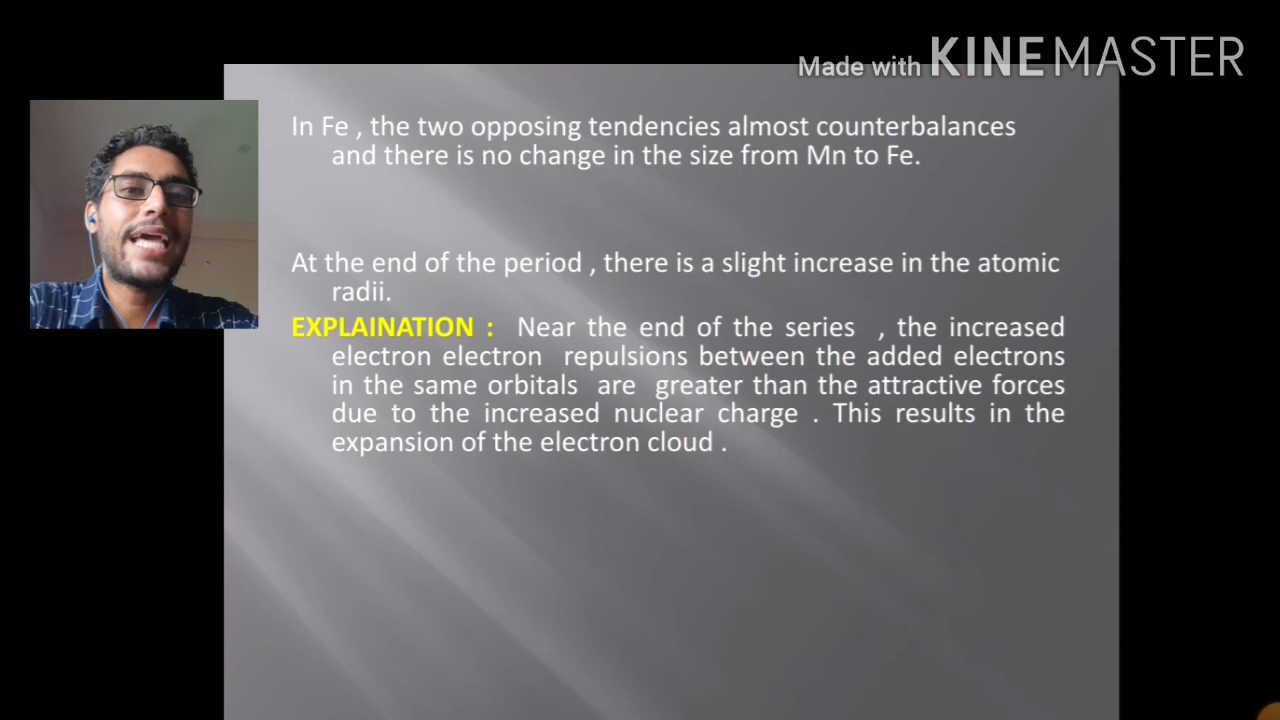 Made with KINEMASTER
In Fe , the two opposing tendencies almost counterbalances
and there is no change in the size from Mn to Fe.
At the end of the period , there is a slight increase in the atomic
radii.
EXPLAINATION : Near the end of the series , the increased
electron electron repulsions between the added electrons
in the same orbitals are greater than the attractive forces
due to the increased nuclear charge . This results in the
expansion of the electron cloud .